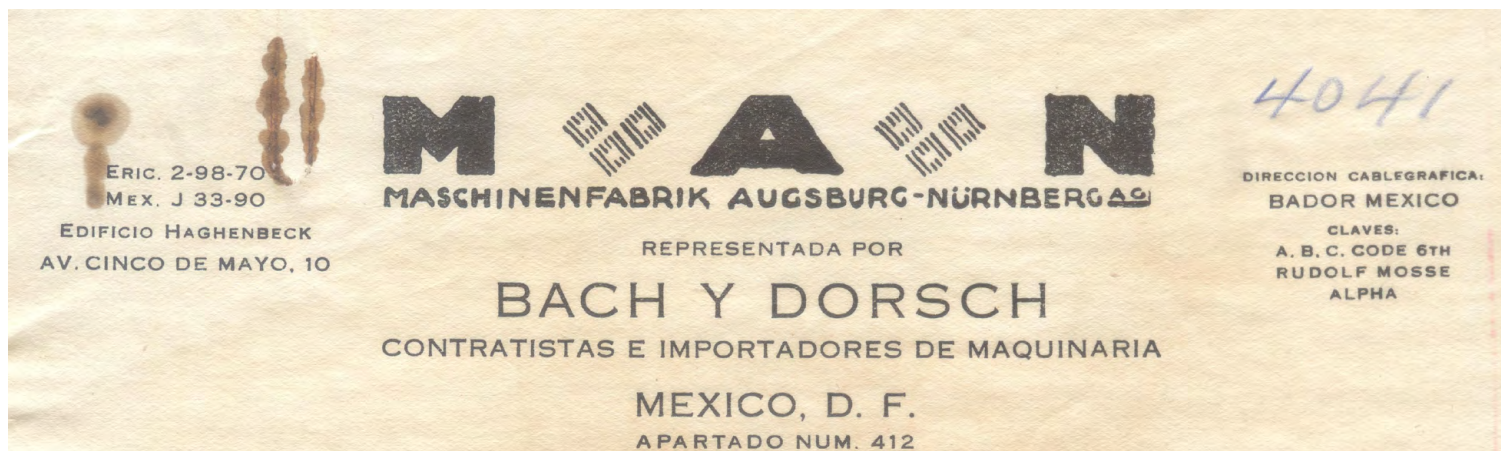 4041
ERIC. 2-98-70
MEX. J 33-90
EDIFICIO HAGHENBECK
AV. CINCO DE MAYO, 10
M A N
MASCHINENFABRIK AUGSBURG-NÜRNBERG AG
REPRESENTADA POR
BACH Y DORSCH
CONTRATISTAS E IMPORTADORES DE MAQUINARIA
MEXICO, D. F.
APARTADO NUM. 412
DIRECCION CABLEGRAFICA:
BADOR MEXICO
CLAVES:
A. B. C. CODE 6TH
RUDOLF MOSSE
ALPHA